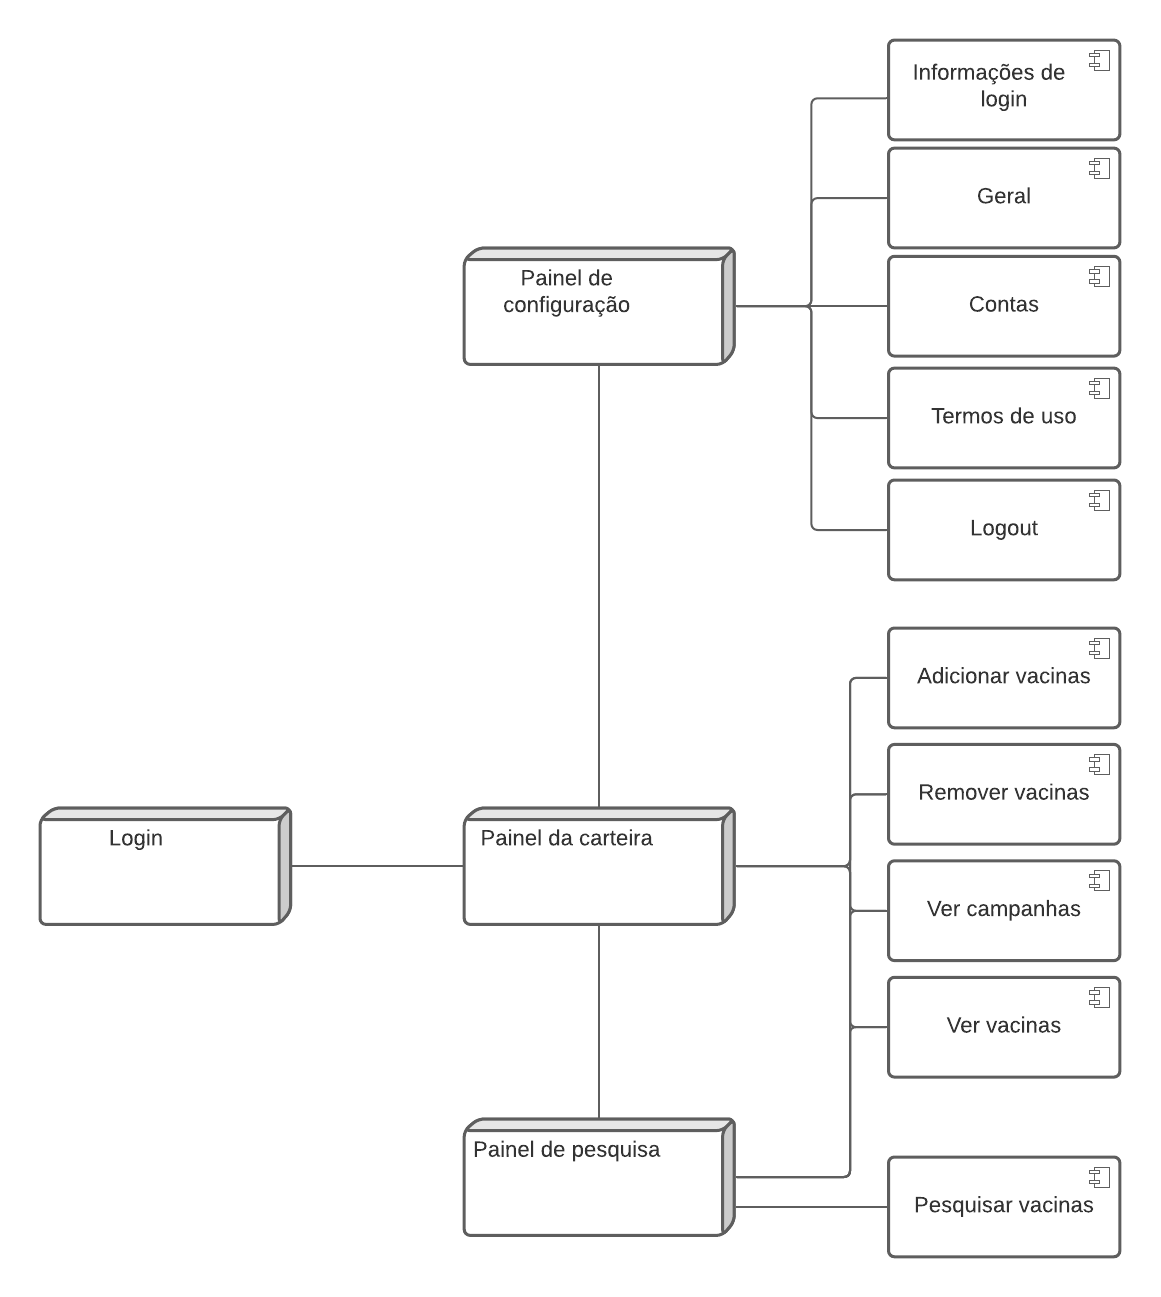 Informações de
login
Geral
Painel de
configuração
Contas
Termos de uso
Logout
Adicionar vacinas
Remover vacinas
Login
Painel da carteira
Ver campanhas
Ver vacinas
Painel de pesquisa
Pesquisar vacinas